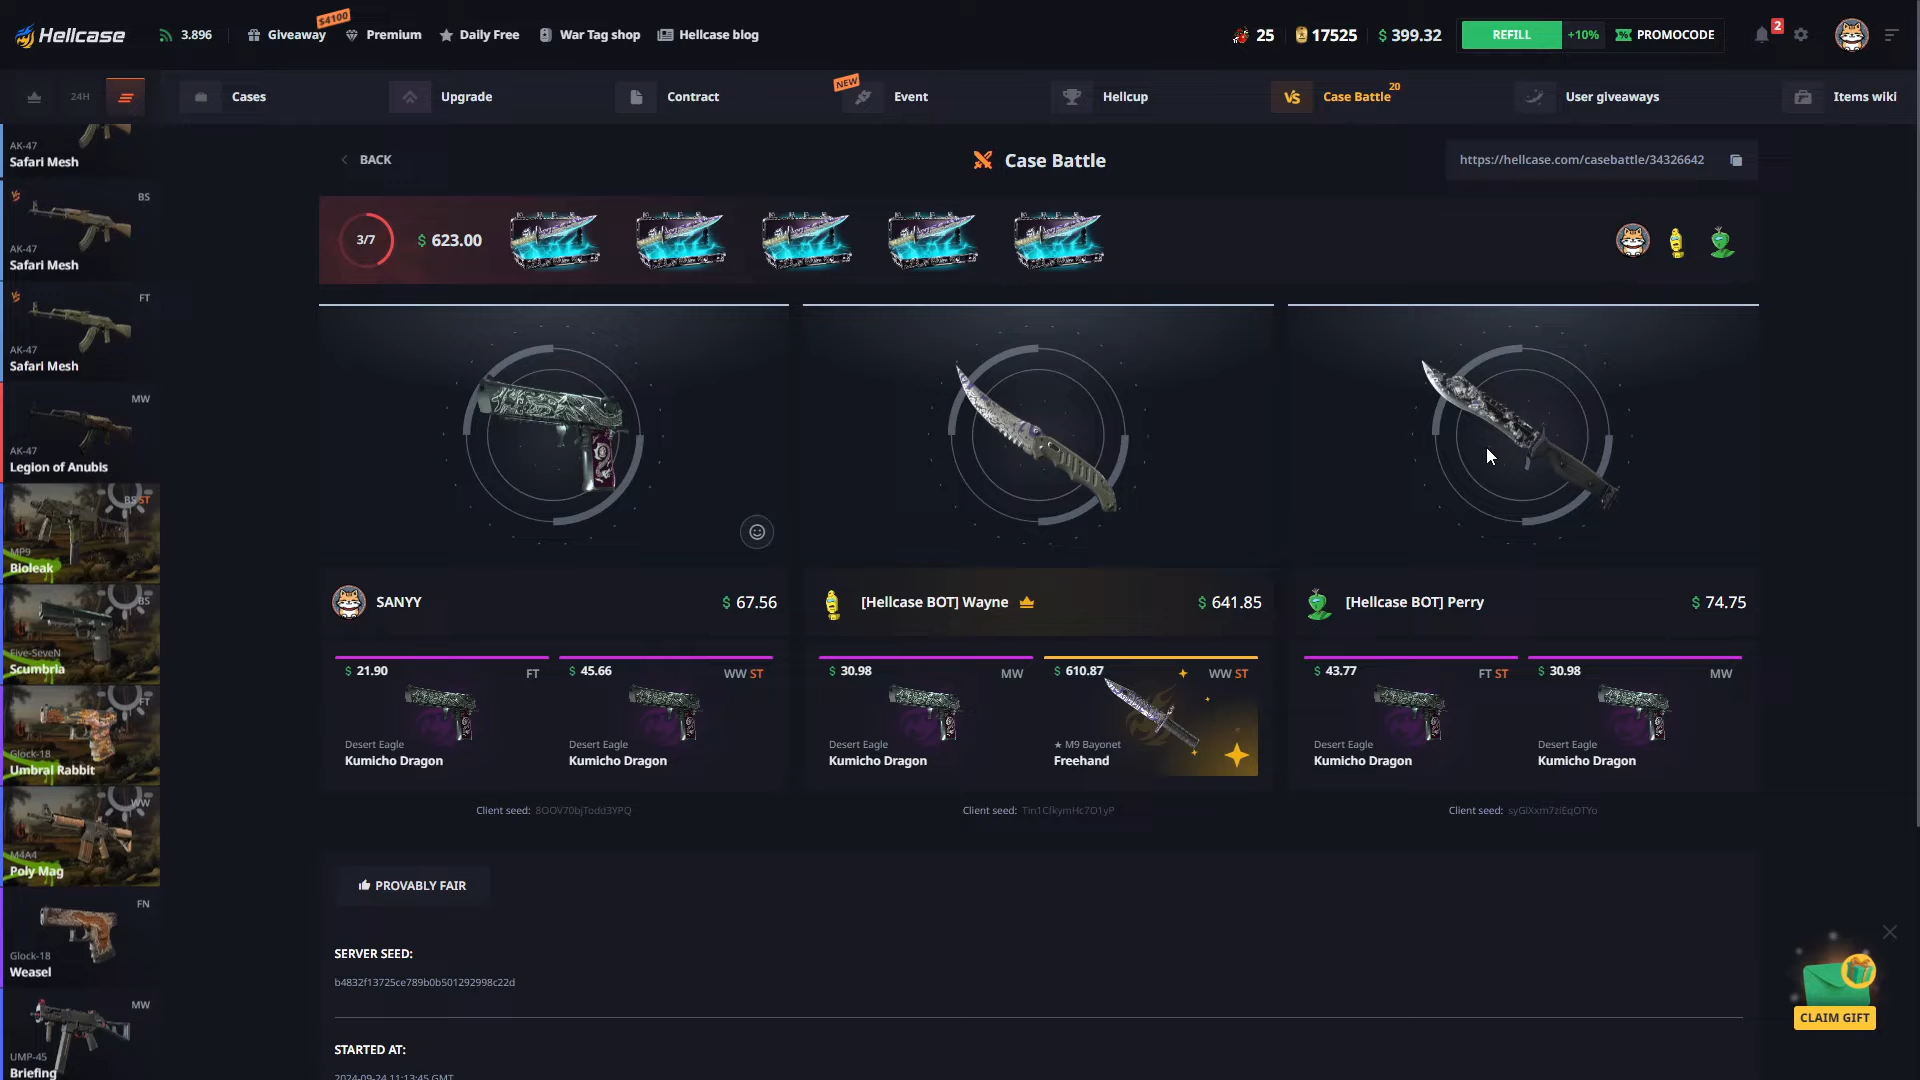 Hellcase
3.896
$4100
Giveaway
Premium
Daily Free
War Tag shop
Hellcase blog
25
17525
$ 399.32
REFILL
+10%
PROMOCODE
2
24H
Cases
Upgrade
Contract
NEW
Event
Hellcup
VS
Case Battle
20
User giveaways
Items wiki
AK-47
Safari Mesh
BS
AK-47
Safari Mesh
FT
AK-47
Safari Mesh
MW
AK-47
Legion of Anubis
BS ST
MP9
Bioleak
BS
Five-SeveN
Scumbria
FT
Glock-18
Umbral Rabbit
WW
M4A4
Poly Mag
FN
Glock-18
Weasel
MW
UMP-45
Briefing
BACK
Case Battle
https://hellcase.com/casebattle/34326642
3/7
$ 623.00
SANYY
$ 67.56
[Hellcase BOT] Wayne
$ 641.85
[Hellcase BOT] Perry
$ 74.75
$ 21.90
FT
Desert Eagle
Kumicho Dragon
$ 45.66
WW ST
Desert Eagle
Kumicho Dragon
$ 30.98
MW
Desert Eagle
Kumicho Dragon
$ 610.87
WW ST
★ M9 Bayonet
Freehand
$ 43.77
FT ST
Desert Eagle
Kumicho Dragon
$ 30.98
MW
Desert Eagle
Kumicho Dragon
Client seed:
Client seed:
Client seed:
PROVABLY FAIR
SERVER SEED:
b4832f13725ce789b0b501292998c22d
STARTED AT:
2024-09-24 11:13:45 GMT
CLAIM GIFT